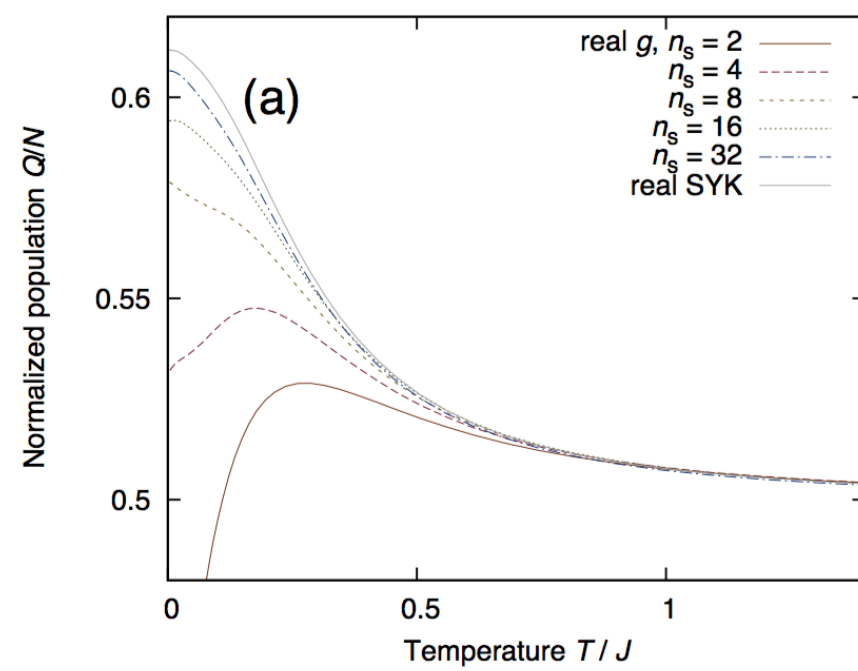 real g, nₛ = 2
nₛ = 4
nₛ = 8
nₛ = 16
nₛ = 32
real SYK
(a)
0.6
0.55
0.5
Normalized population Q/N
0
0.5
1
Temperature T / J